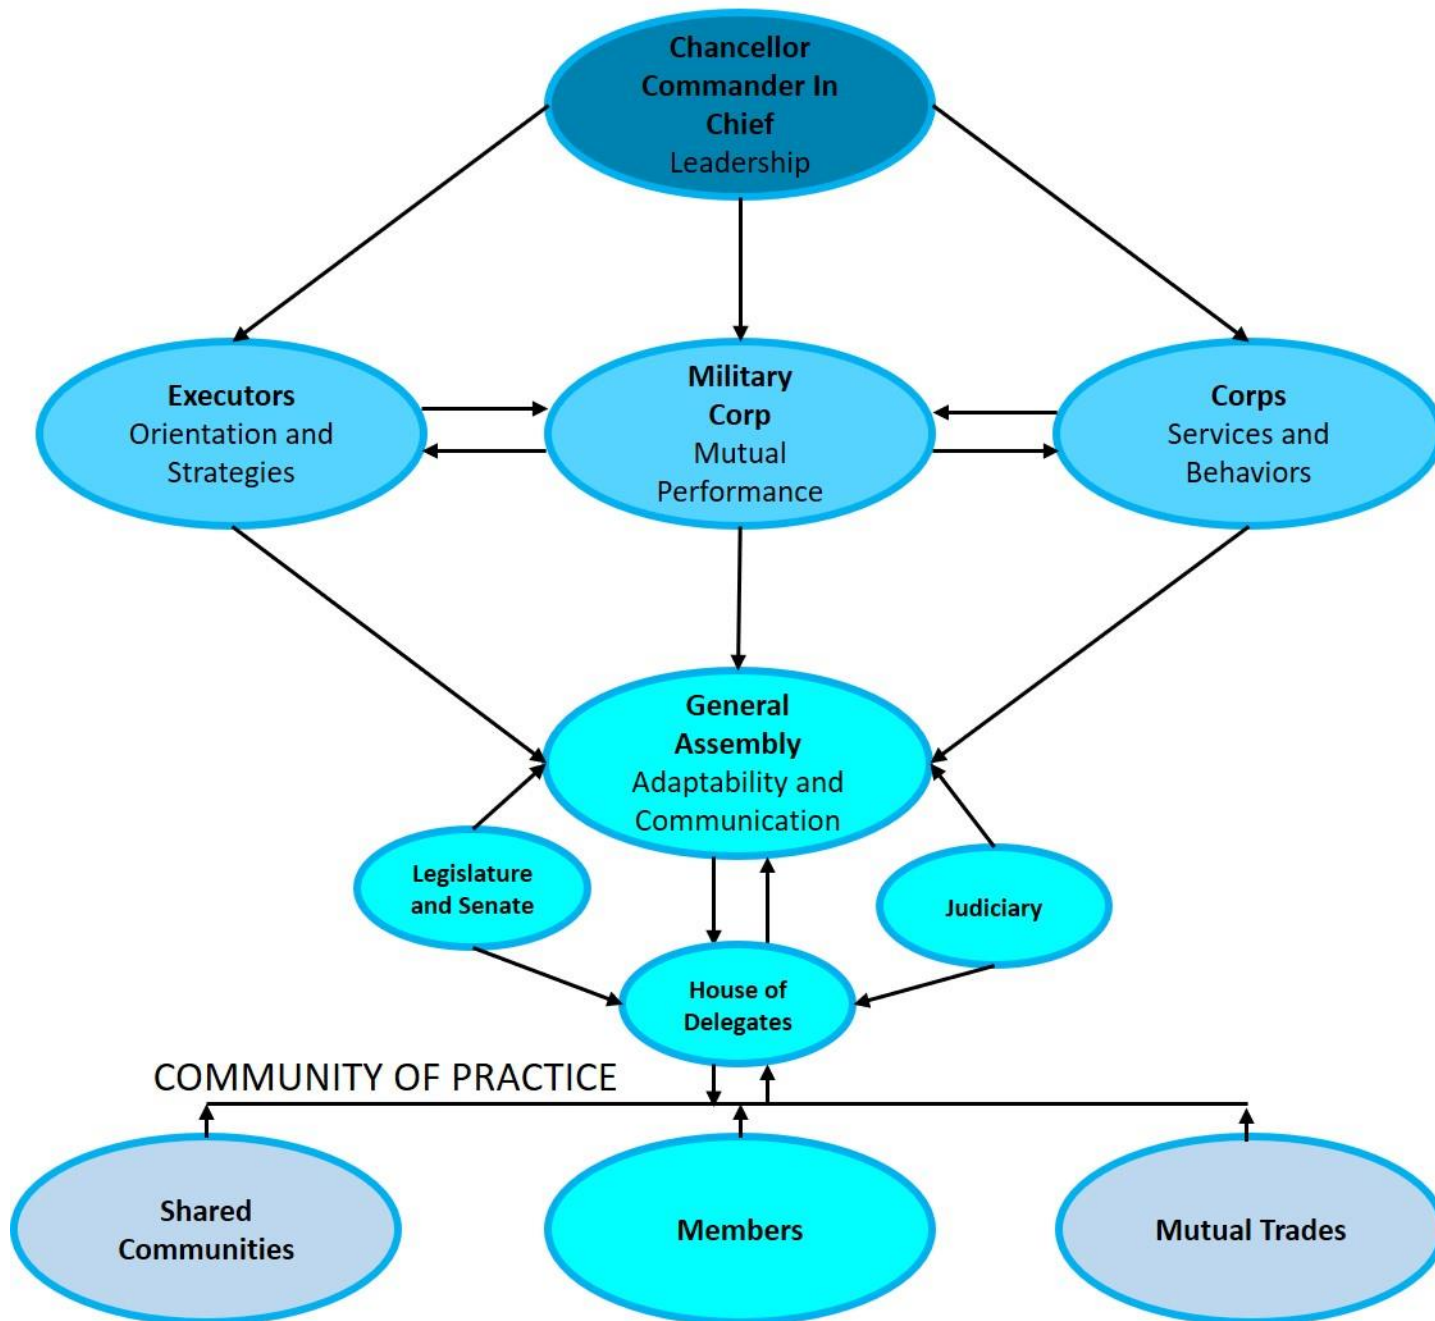 Chancellor
Commander In
Chief
Leadership
Executors
Orientation and
Strategies
Military
Corp
Mutual
Performance
Corps
Services and
Behaviors
General
Assembly
Adaptability and
Communication
Legislature
and Senate
Judiciary
House of
Delegates
COMMUNITY OF PRACTICE
Shared
Communities
Members
Mutual Trades